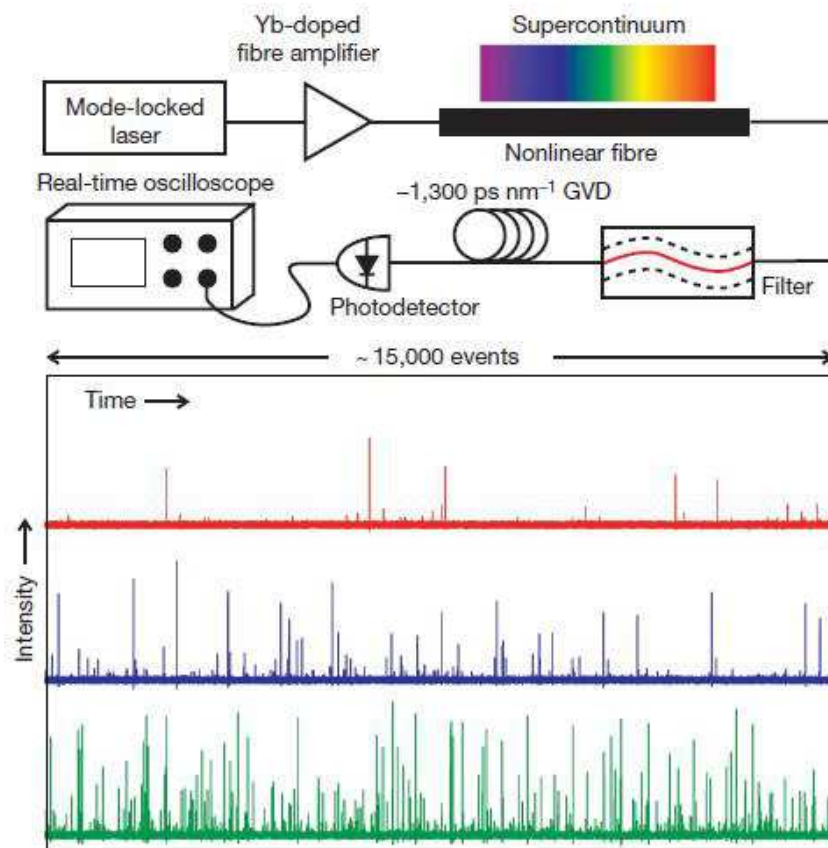 Yb-doped
fibre amplifier
Supercontinuum
Mode-locked
laser
Nonlinear fibre
Real-time oscilloscope
–1,300 ps nm⁻¹ GVD
Photodetector
Filter
~ 15,000 events
Time
Intensity